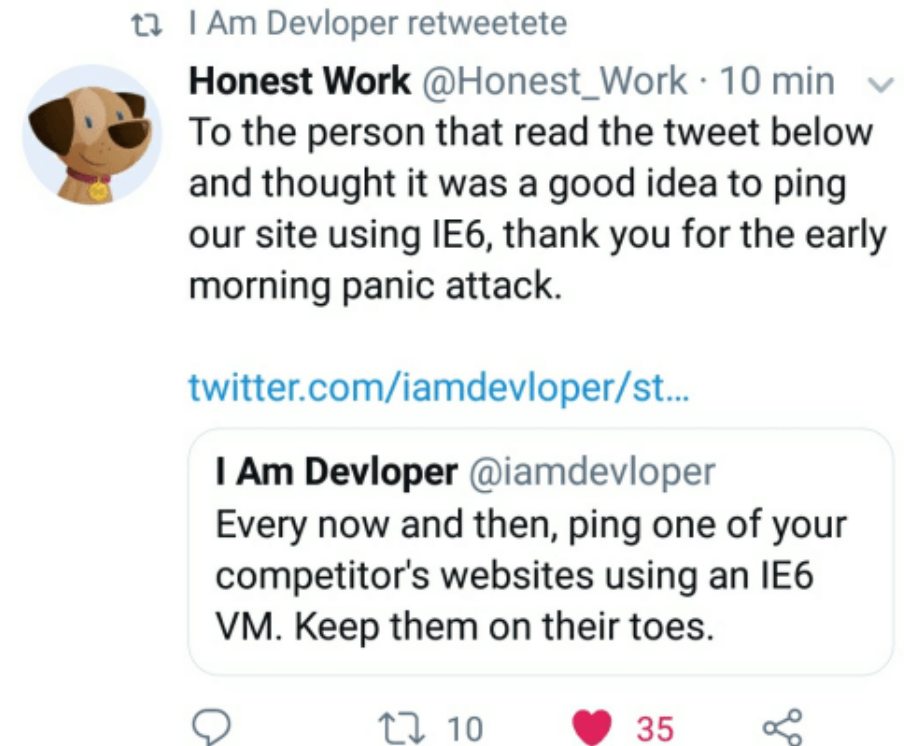 I Am Devloper retweetete
Honest Work @Honest_Work · 10 min
To the person that read the tweet below
and thought it was a good idea to ping
our site using IE6, thank you for the early
morning panic attack.
twitter.com/iamdevloper/st...
I Am Devloper @iamdevloper
Every now and then, ping one of your
competitor's websites using an IE6
VM. Keep them on their toes.
10 35